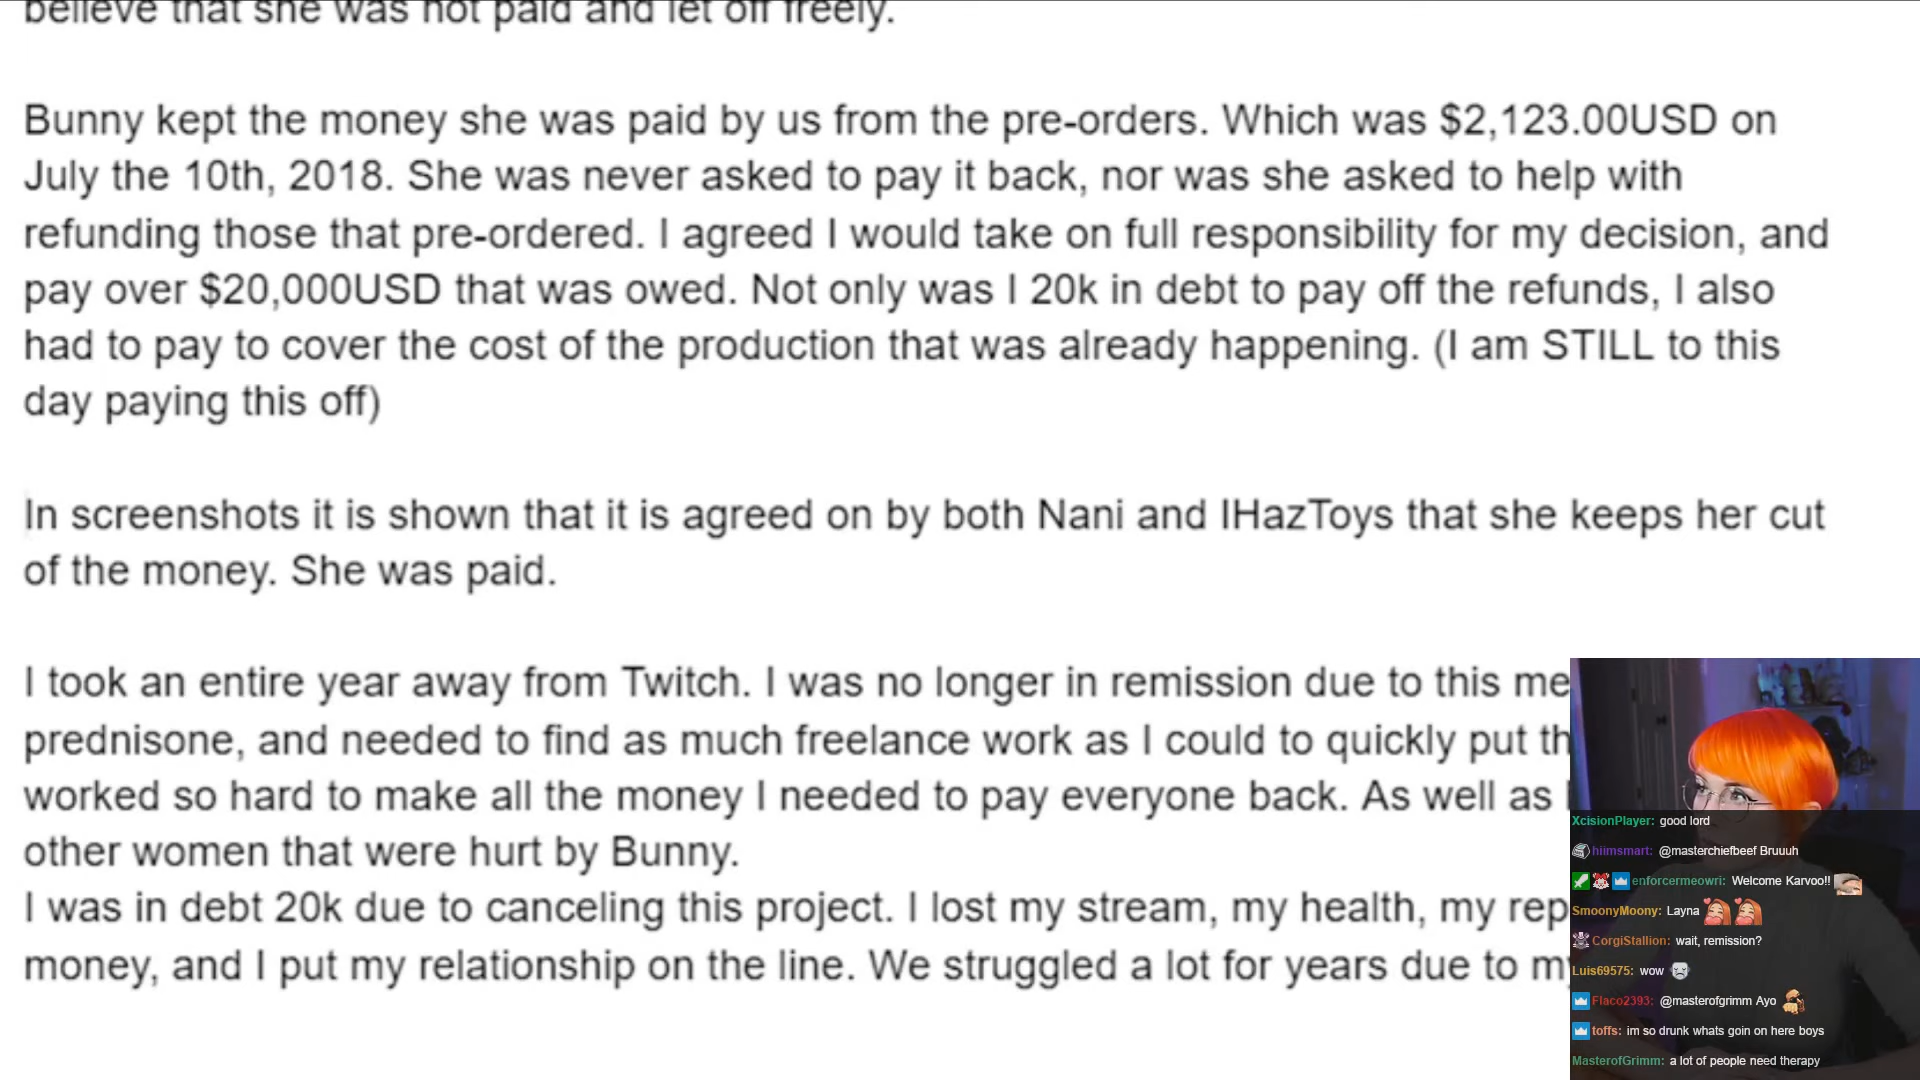 believe that she was not paid and let off freely.
Bunny kept the money she was paid by us from the pre-orders. Which was $2,123.00USD on
July the 10th, 2018. She was never asked to pay it back, nor was she asked to help with
refunding those that pre-ordered. I agreed I would take on full responsibility for my decision, and
pay over $20,000USD that was owed. Not only was I 20k in debt to pay off the refunds, I also
had to pay to cover the cost of the production that was already happening. (I am STILL to this
day paying this off)
In screenshots it is shown that it is agreed on by both Nani and IHazToys that she keeps her cut
of the money. She was paid.
I took an entire year away from Twitch. I was no longer in remission due to this me
prednisone, and needed to find as much freelance work as I could to quickly put th
worked so hard to make all the money I needed to pay everyone back. As well as
other women that were hurt by Bunny.
I was in debt 20k due to canceling this project. I lost my stream, my health, my rep
money, and I put my relationship on the line. We struggled a lot for years due to my
XcisionPlayer: good lord
hiimsmart: @masterchiefbeef Bruuuh
enforcermeowri: Welcome Karvoo!!
SmoonyMoony: Layna
CorgiStallion: wait, remission?
Luis69575: wow
Flaco2393: @masterofgrimm Ayo
toffs: im so drunk whats goin on here boys
MasterofGrimm: a lot of people need therapy